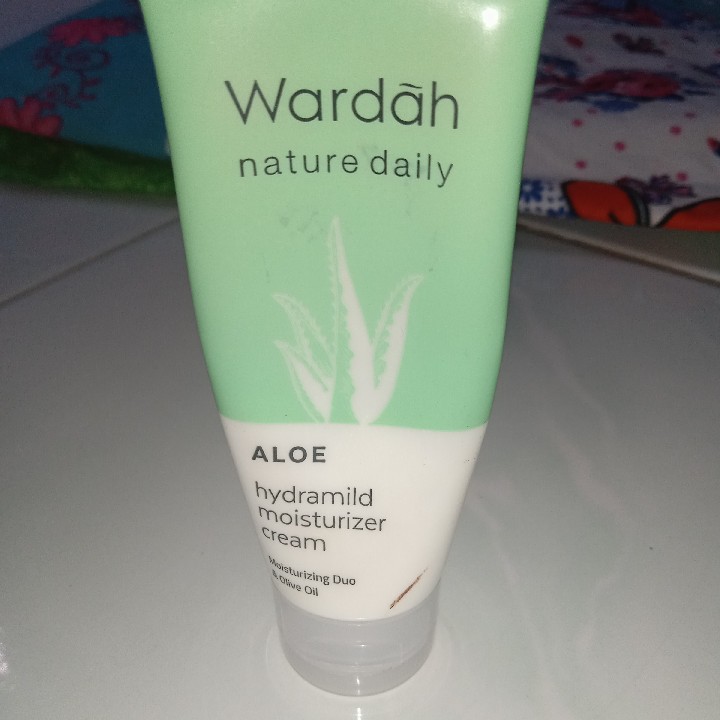 Wardāh
nature daily
ALOE
hydramild
moisturizer
cream
Moisturizing Duo
& Olive Oil